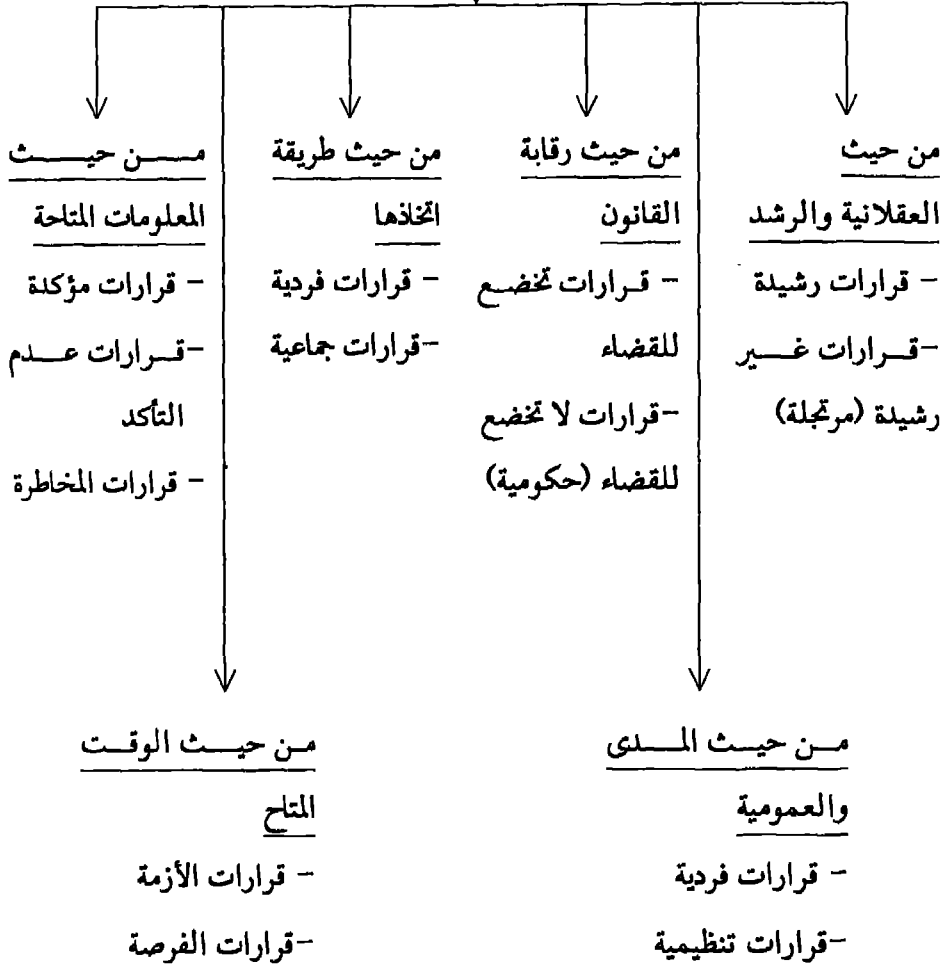 من حيث
العقلانية والرشد
- قرارات رشيدة
-قرارات غير
رشيدة (مرتجلة)
من حيث رقابة
القانون
- قرارات تخضع
للقضاء
-قرارات لا تخضع
للقضاء (حكومية)
من حيث طريقة
اتخاذها
- قرارات فردية
-قرارات جماعية
من حيث
المعلومات المتاحة
- قرارات مؤكدة
-قرارات عدم
التأكد
- قرارات المخاطرة
من حيث المدى
والعمومية
- قرارات فردية
-قرارات تنظيمية
من حيث الوقت
المتاح
- قرارات الأزمة
-قرارات الفرصة